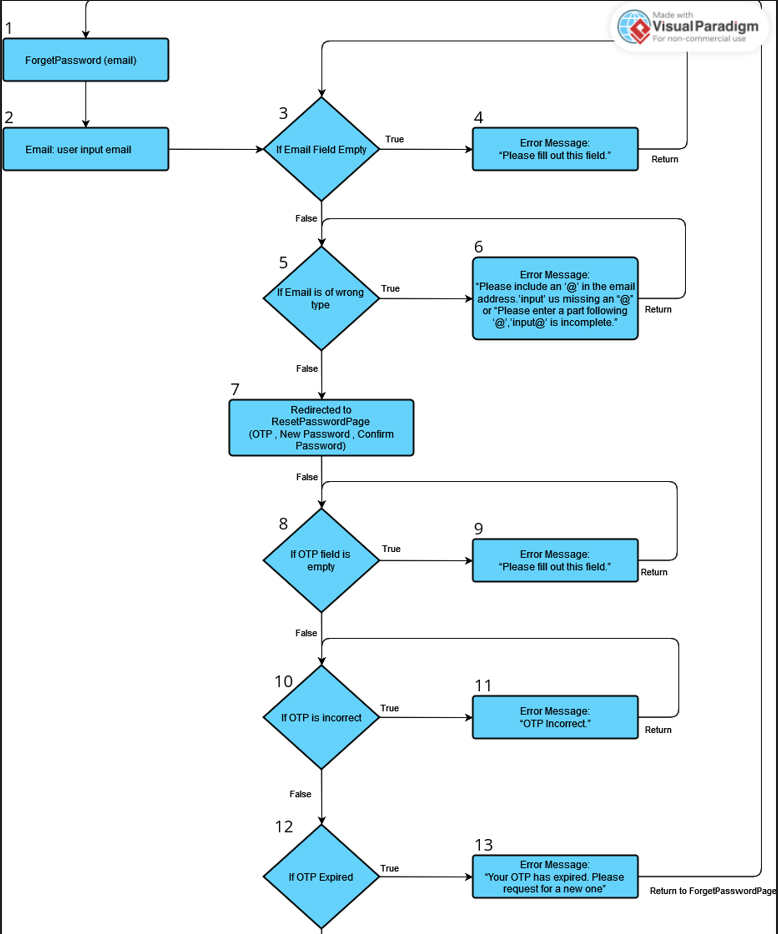 Made with
VisualParadigm
For non-commercial use
1
ForgetPassword (email)
2
Email: user input email
3
If Email Field Empty
True
4
Error Message:
“Please fill out this field.”
Return
False
5
If Email is of wrong
type
True
6
Error Message:
“Please include an ‘@’ in the email
address.’input’ us missing an “@”
or “Please enter a part following
‘@’,’input@’ is incomplete.”
Return
False
7
Redirected to
ResetPasswordPage
(OTP , New Password , Confirm
Password)
False
8
If OTP field is
empty
True
9
Error Message:
“Please fill out this field.”
Return
False
10
If OTP is incorrect
True
11
Error Message:
“OTP Incorrect.”
Return
False
12
If OTP Expired
True
13
Error Message:
“Your OTP has expired. Please
request for a new one”
Return to ForgetPasswordPage